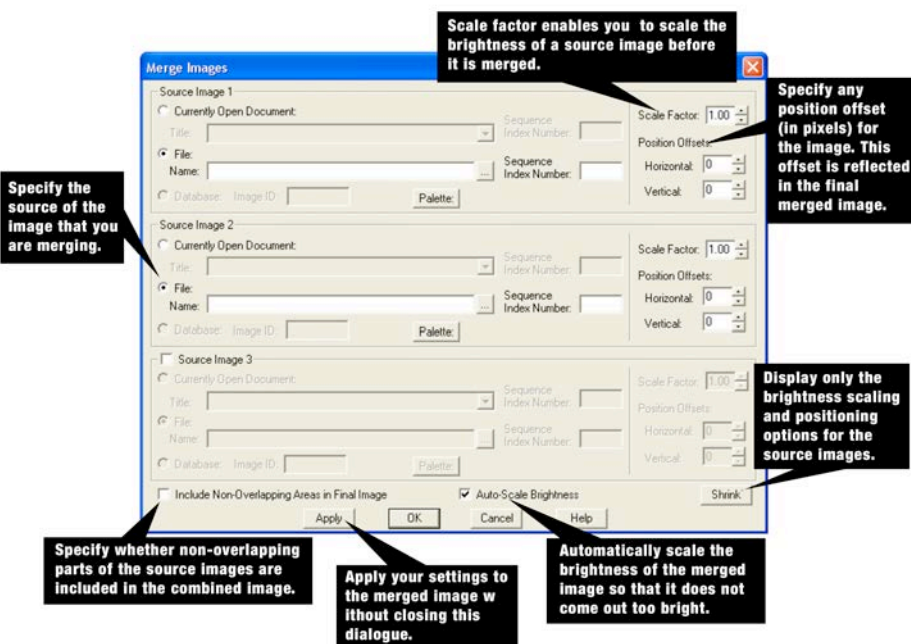 Scale factor enables you to scale the
brightness of a source image before
it is merged.
Merge Images
Source Image 1
Currently Open Document:
Title:
Sequence
Index Number:
File:
Name:
...
Sequence
Index Number:
Database: Image ID:
Palette:
Scale Factor: 1.00
Position Offsets:
Horizontal: 0
Vertical: 0
Specify any
position offset
(in pixels) for
the image. This
offset is reflected
in the final
merged image.
Specify the
source of the
image that you
are merging.
Source Image 2
Currently Open Document:
Title:
Sequence
Index Number:
File:
Name:
...
Sequence
Index Number:
Database: Image ID:
Palette:
Scale Factor: 1.00
Position Offsets:
Horizontal: 0
Vertical: 0
Source Image 3
Currently Open Document:
Title:
Sequence
Index Number:
File:
Name:
...
Sequence
Index Number:
Database: Image ID:
Palette:
Scale Factor: 1.00
Position Offsets:
Horizontal: 0
Vertical: 0
Display only the
brightness scaling
and positioning
options for the
source images.
Include Non-Overlapping Areas in Final Image
Auto-Scale Brightness
Shrink
Apply
OK
Cancel
Help
Specify whether non-overlapping
parts of the source images are
included in the combined image.
Apply your settings to
the merged image w
ithout closing this
dialogue.
Automatically scale the
brightness of the merged
image so that it does not
come out too bright.